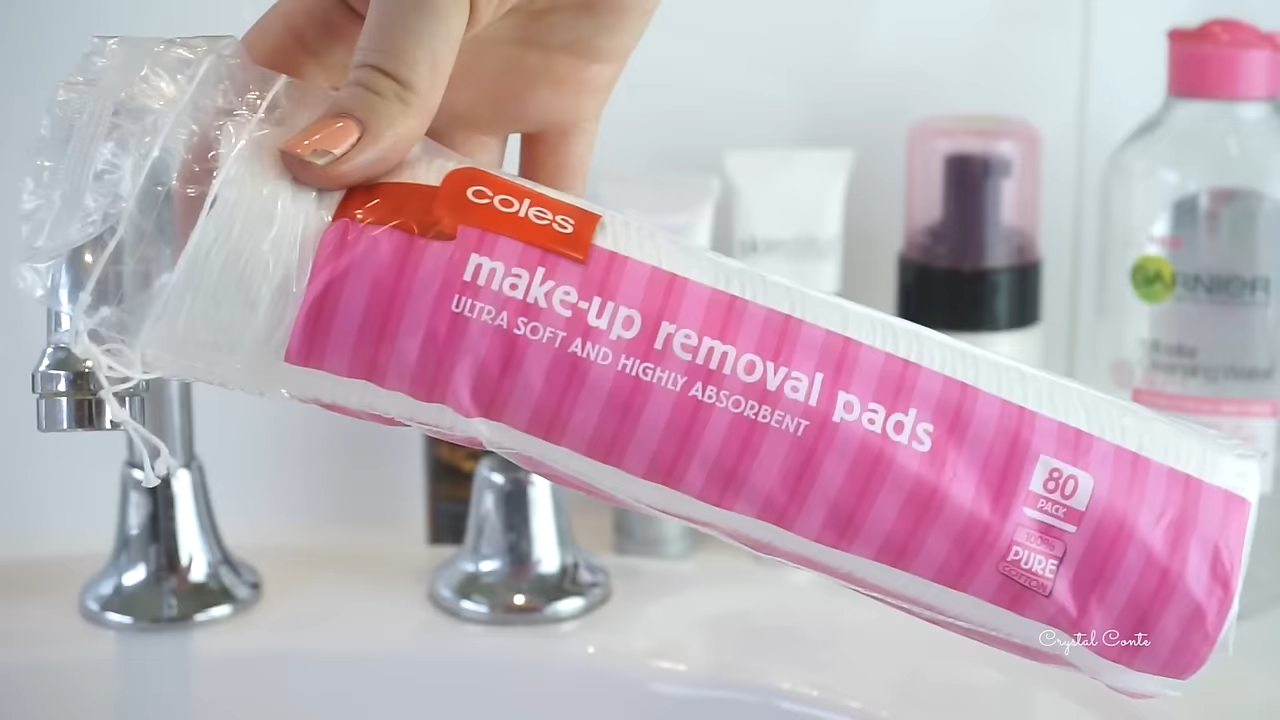 coles
make-up removal pads
ULTRA SOFT AND HIGHLY ABSORBENT
80
PACK
100%
PURE
COTTON
GARNIER
Crystal Conte